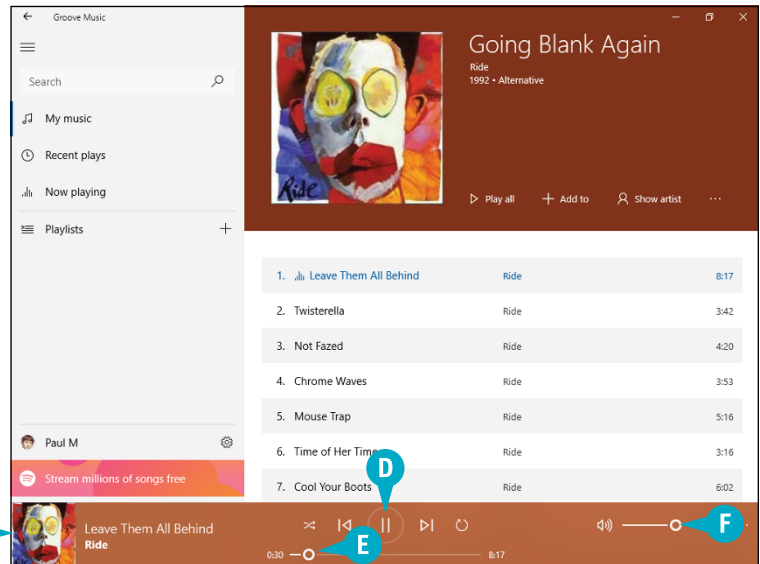 Groove Music
Search
My music
Recent plays
Now playing
Playlists
Paul M
Stream millions of songs free
Ride
Going Blank Again
Ride
1992 • Alternative
Play all
Add to
Show artist
...
1. Leave Them All Behind Ride 8:17
2. Twisterella Ride 3:42
3. Not Fazed Ride 4:20
4. Chrome Waves Ride 3:53
5. Mouse Trap Ride 5:16
6. Time of Her Time Ride 3:16
7. Cool Your Boots Ride 6:02
Leave Them All Behind
Ride
0:30
8:17
D
E
F